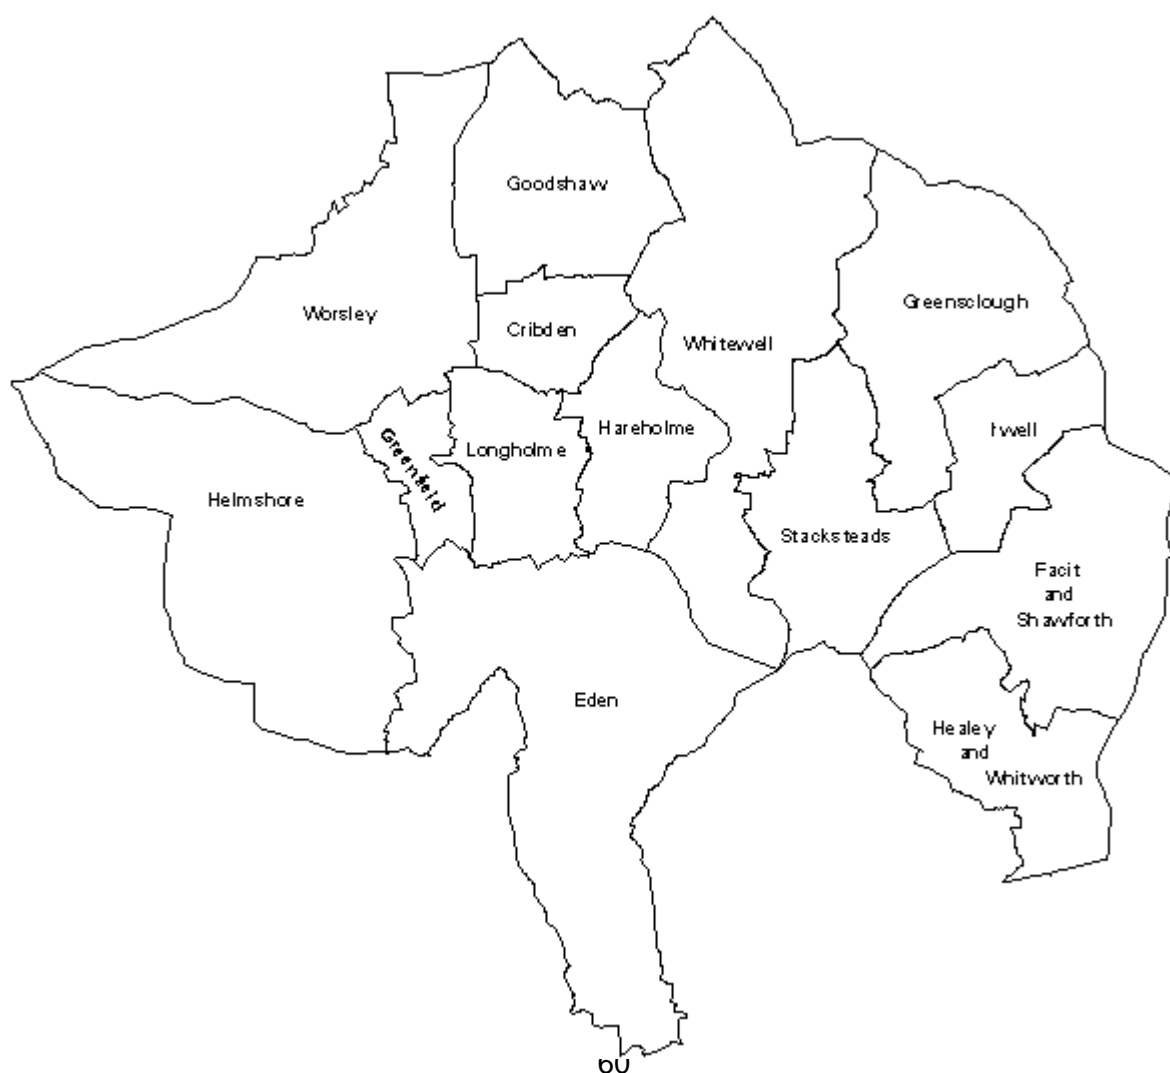 Goodshaw
Worsley
Cribden
Whitewell
Greensclough
Greenfield
Longholme
Hareholme
Irwell
Helmshore
Stacksteads
Facit
and
Shawforth
Eden
Healey
and
Whitworth
60